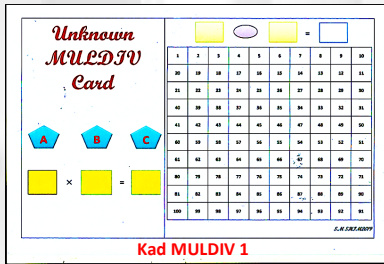 Unknown
MULDIV
Card
A B C
× =
=
1 2 3 4 5 6 7 8 9 10
20 19 18 17 16 15 14 13 12 11
21 22 23 24 25 26 27 28 29 30
40 39 38 37 36 35 34 33 32 31
41 42 43 44 45 46 47 48 49 50
60 59 58 57 56 55 54 53 52 51
61 62 63 64 65 66 67 68 69 70
80 79 78 77 76 75 74 73 72 71
81 82 83 84 85 86 87 88 89 90
100 99 98 97 96 95 94 93 92 91
Kad MULDIV 1